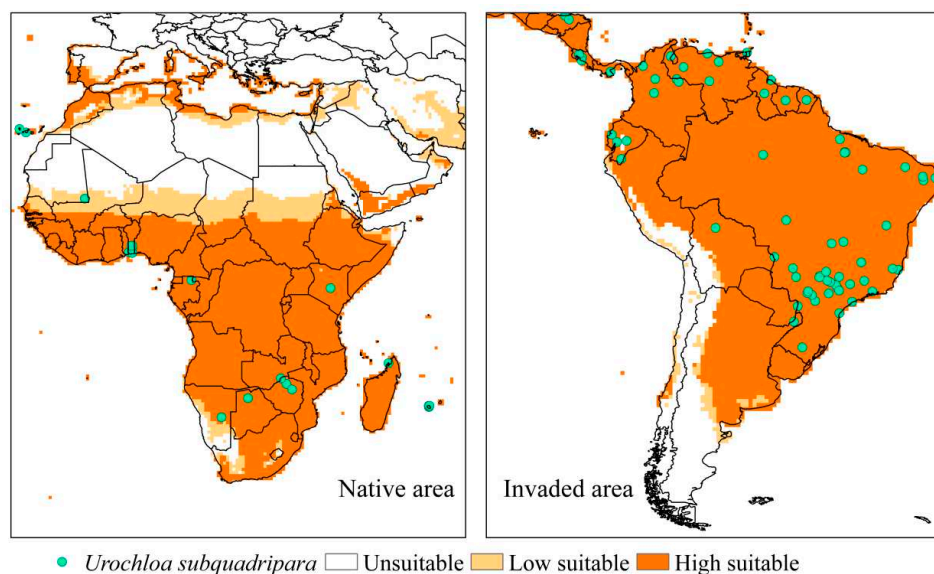 Native area
Invaded area
Urochloa subquadripara Unsuitable Low suitable High suitable